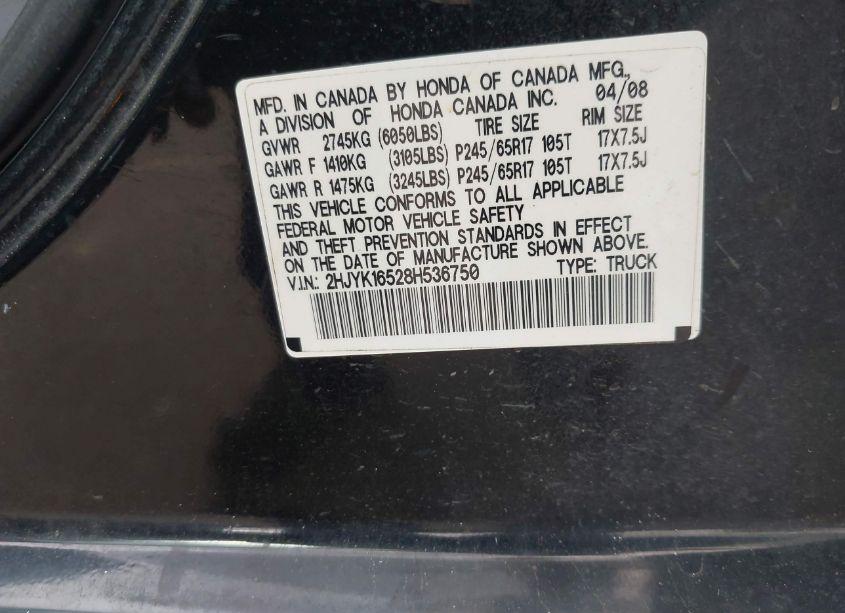 MFD. IN CANADA BY HONDA OF CANADA MFG.,
A DIVISION OF HONDA CANADA INC. 04/08
GVWR 2745KG (6050LBS) TIRE SIZE RIM SIZE
GAWR F 1410KG (3105LBS) P245/65R17 105T 17X7.5J
GAWR R 1475KG (3245LBS) P245/65R17 105T 17X7.5J
THIS VEHICLE CONFORMS TO ALL APPLICABLE
FEDERAL MOTOR VEHICLE SAFETY
AND THEFT PREVENTION STANDARDS IN EFFECT
ON THE DATE OF MANUFACTURE SHOWN ABOVE.
V.I.N.: 2HJYK16528H536750 TYPE: TRUCK